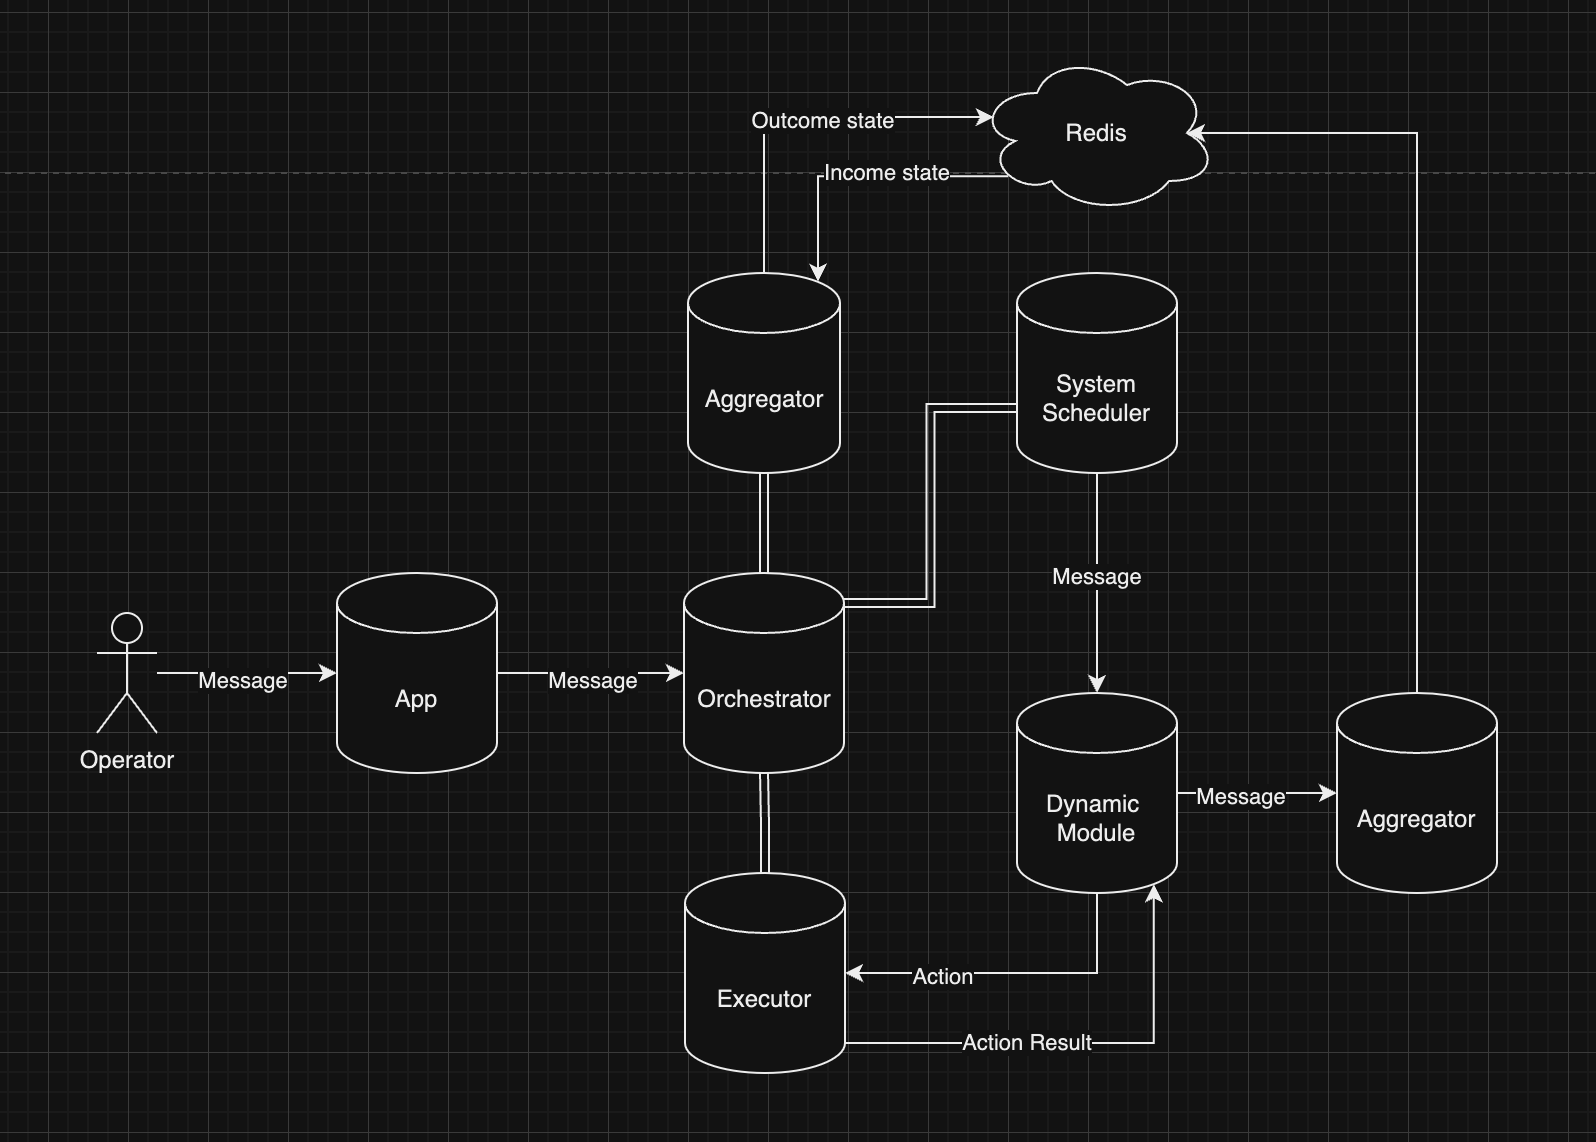 Outcome state
Redis
Income state
Aggregator
System
Scheduler
Message
Operator
Message
App
Message
Orchestrator
Dynamic
Module
Message
Aggregator
Executor
Action
Action Result